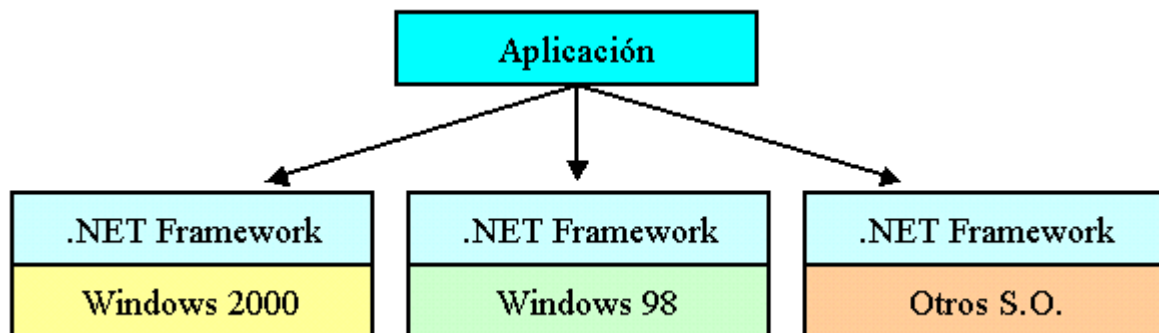 Aplicación
.NET Framework
.NET Framework
.NET Framework
Windows 2000
Windows 98
Otros S.O.